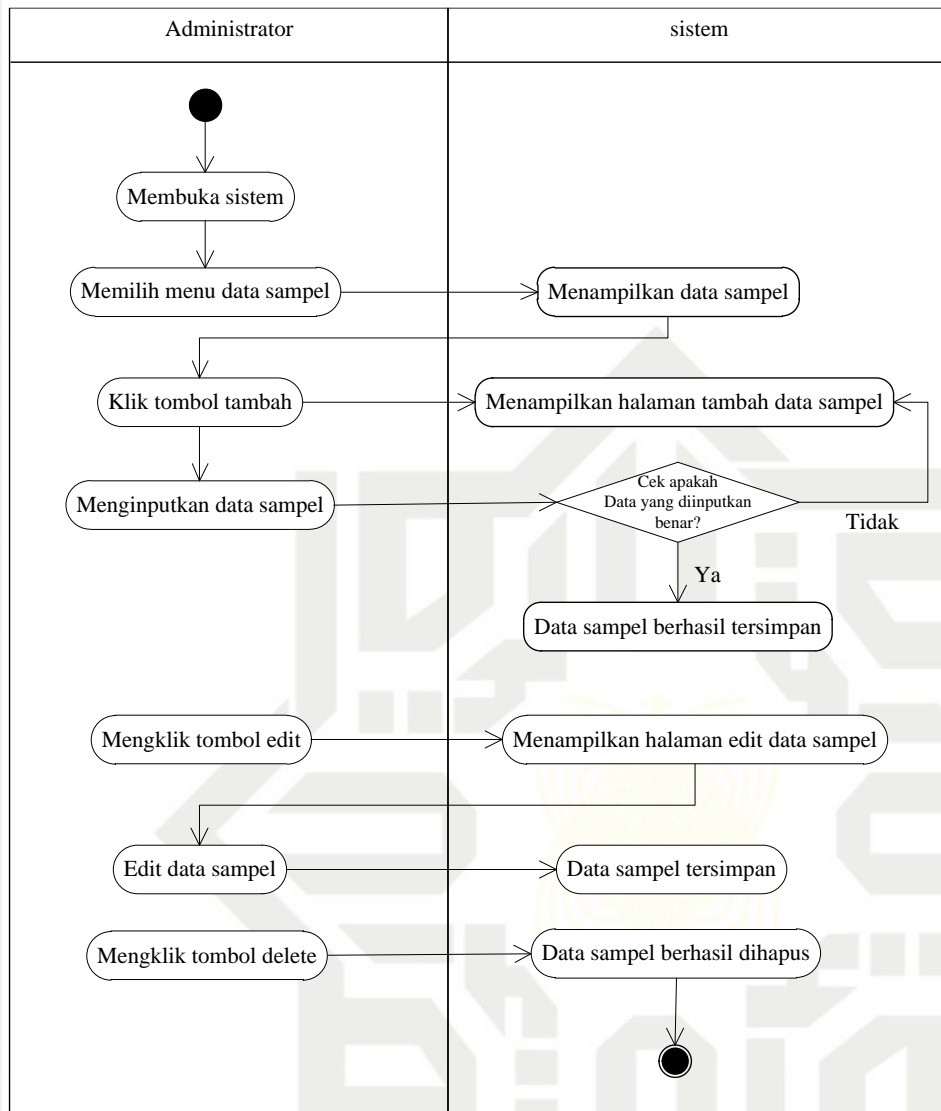 Administrator
sistem
Membuka sistem
Memilih menu data sampel
Menampilkan data sampel
Klik tombol tambah
Menampilkan halaman tambah data sampel
Menginputkan data sampel
Cek apakah
Data yang diinputkan
benar?
Tidak
Ya
Data sampel berhasil tersimpan
Mengklik tombol edit
Menampilkan halaman edit data sampel
Edit data sampel
Data sampel tersimpan
Mengklik tombol delete
Data sampel berhasil dihapus